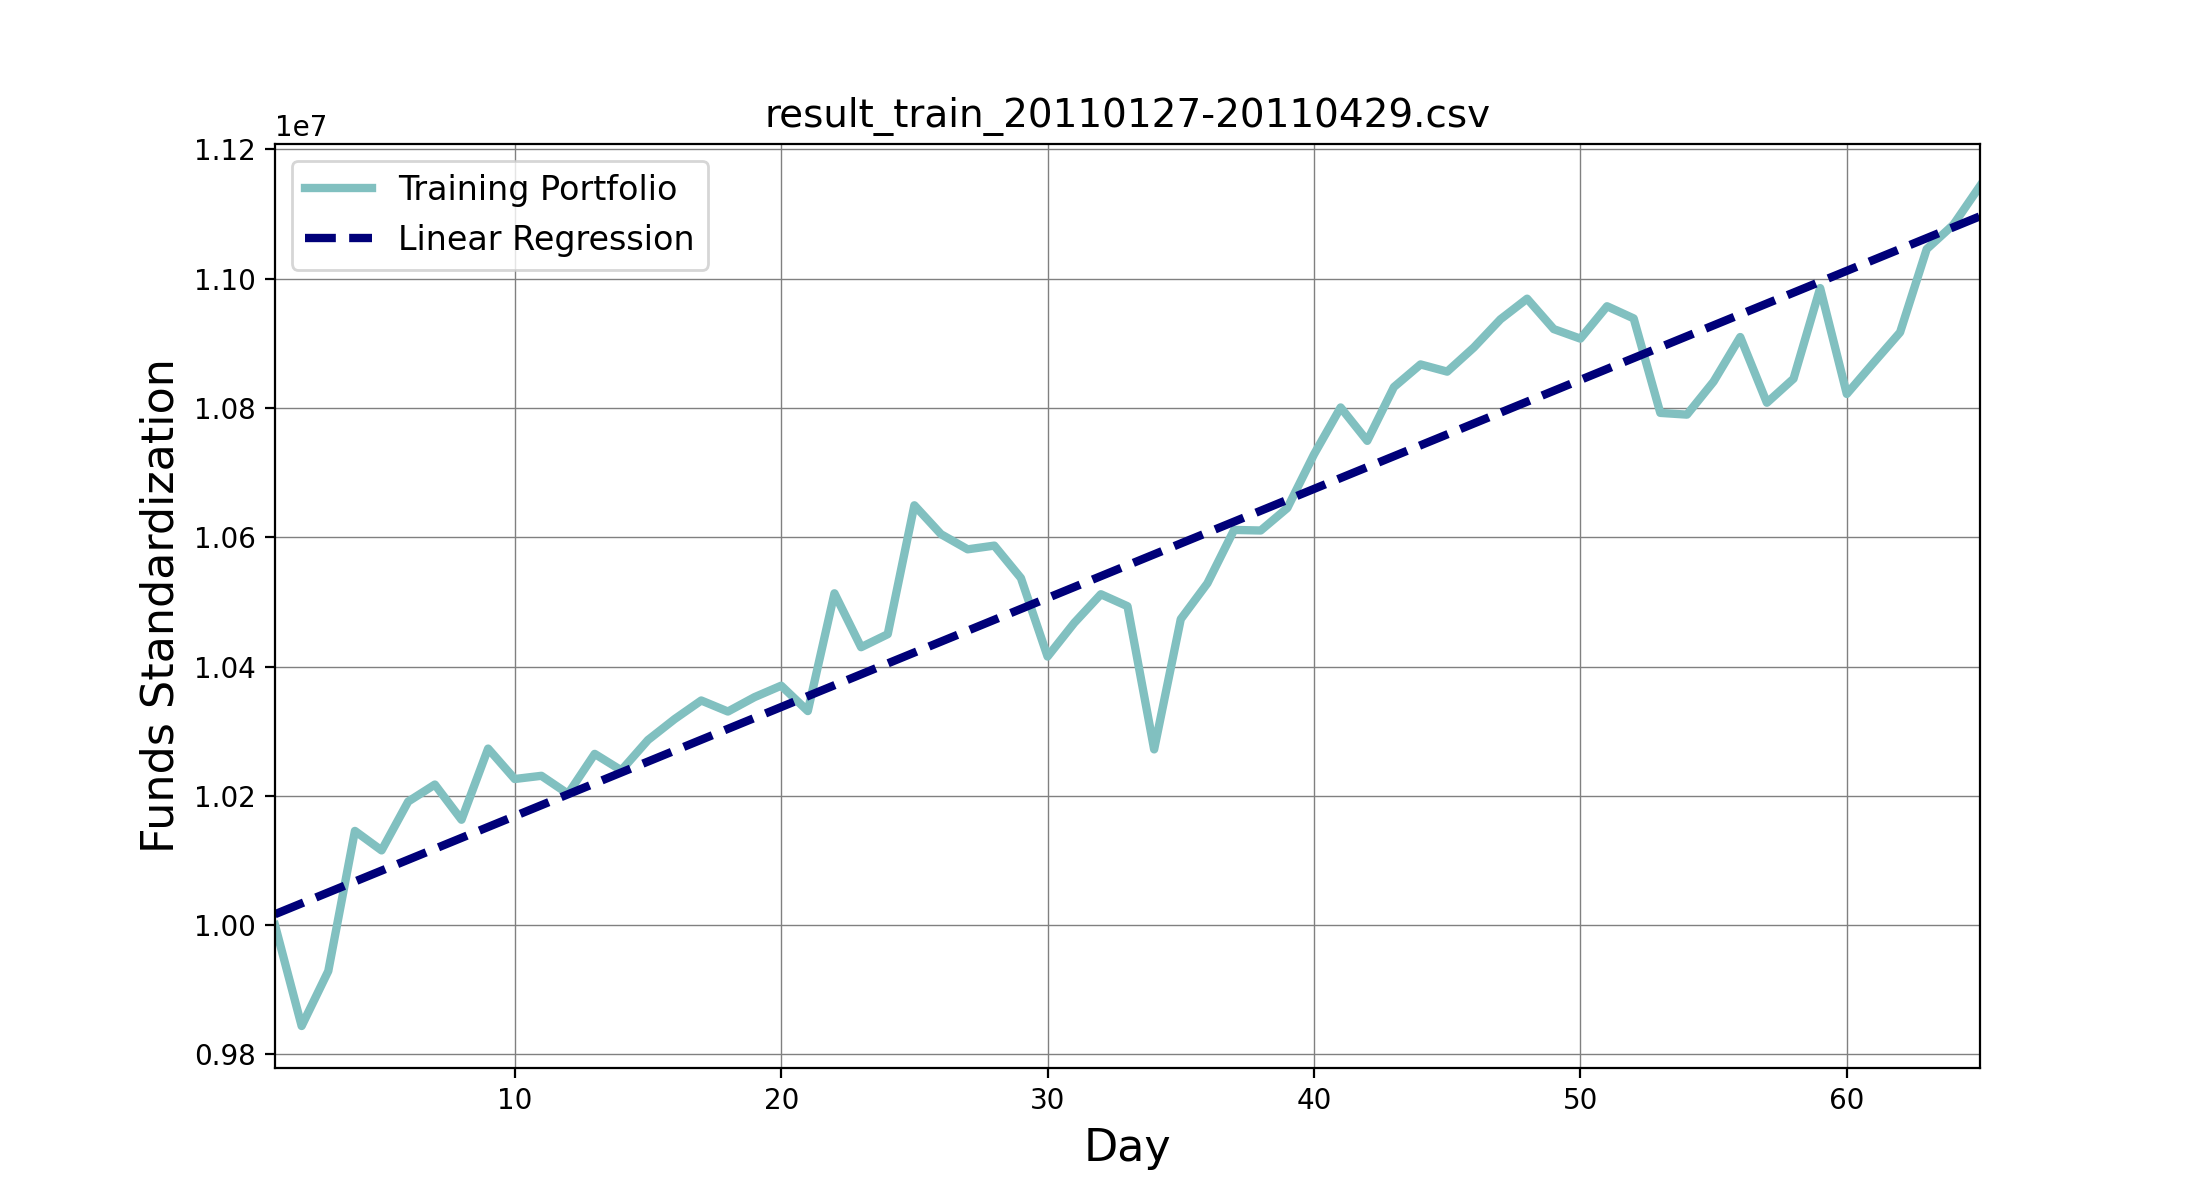 result_train_20110127-20110429.csv
1e7
1.12
1.10
1.08
1.06
1.04
1.02
1.00
0.98
Funds Standardization
Training Portfolio
Linear Regression
10 20 30 40 50 60
Day